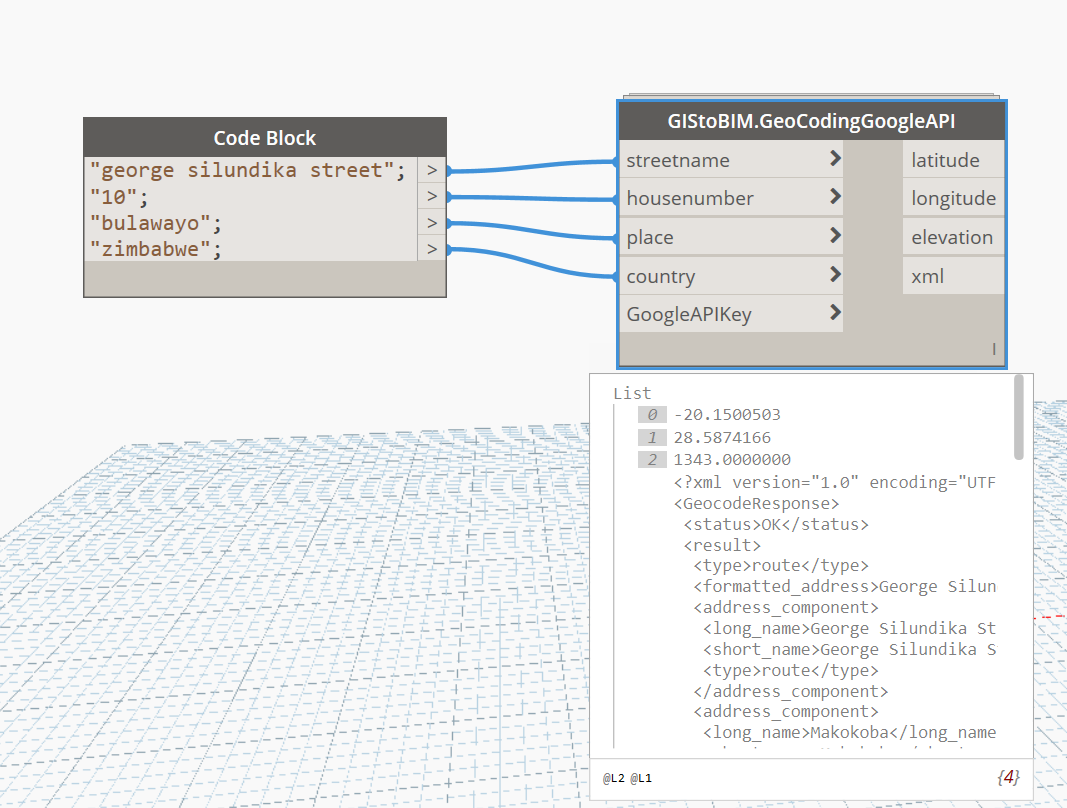 Code Block
"george silundika street"; >
"10"; >
"bulawayo"; >
"zimbabwe"; >
GIStoBIM.GeoCodingGoogleAPI
streetname latitude
housenumber longitude
place elevation
country xml
GoogleAPIKey
List
0 -20.1500503
1 28.5874166
2 1343.0000000
<?xml version="1.0" encoding="UTF
<GeocodeResponse>
<status>OK</status>
<result>
<type>route</type>
<formatted_address>George Silun
<address_component>
<long_name>George Silundika St
<short_name>George Silundika S
<type>route</type>
</address_component>
<address_component>
<long_name>Makokoba</long_name
@L2 @L1 {4}